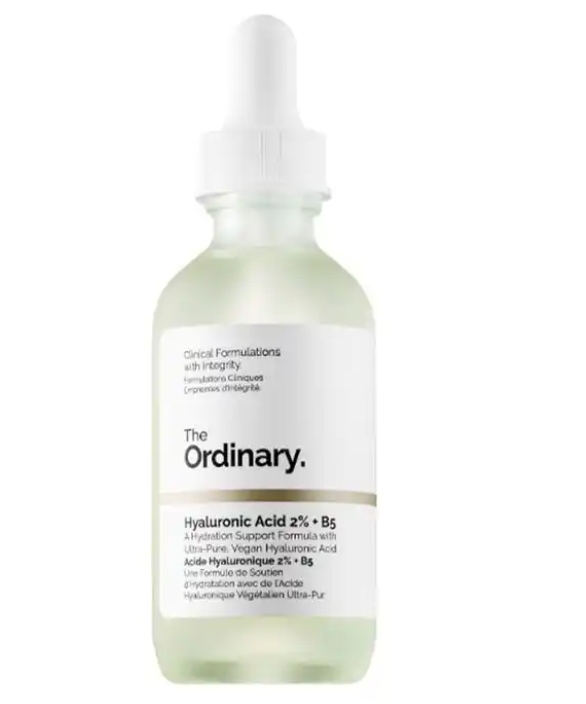 Clinical Formulations
with Integrity.
Formulations Cliniques
Empreintes d'Intégrité.
The
Ordinary.
Hyaluronic Acid 2% + B5
A Hydration Support Formula with
Ultra-Pure, Vegan Hyaluronic Acid
Acide Hyaluronique 2% + B5
Une Formule de Soutien
d'Hydratation avec de l'Acide
Hyaluronique Végétalien Ultra-Pur